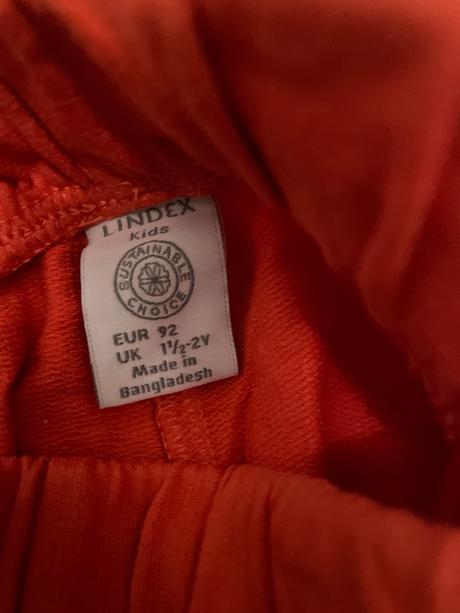 LINDEX
Kids
SUSTAINABLE
CHOICE
EUR 92
UK 1½-2Y
Made in
Bangladesh